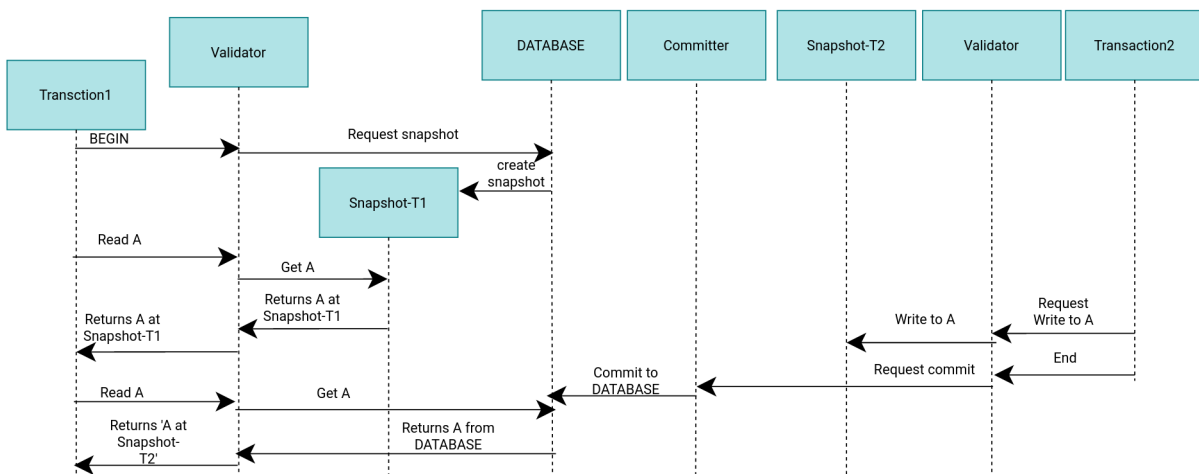 DATABASE
Committer
Snapshot-T2
Validator
Transaction2
Validator
Transction1
BEGIN
Request snapshot
create
snapshot
Snapshot-T1
Read A
Get A
Returns A at
Snapshot-T1
Returns A at
Snapshot-T1
Request
Write to A
Write to A
End
Request commit
Commit to
DATABASE
Read A
Get A
Returns A from
DATABASE
Returns 'A at
Snapshot-
T2'